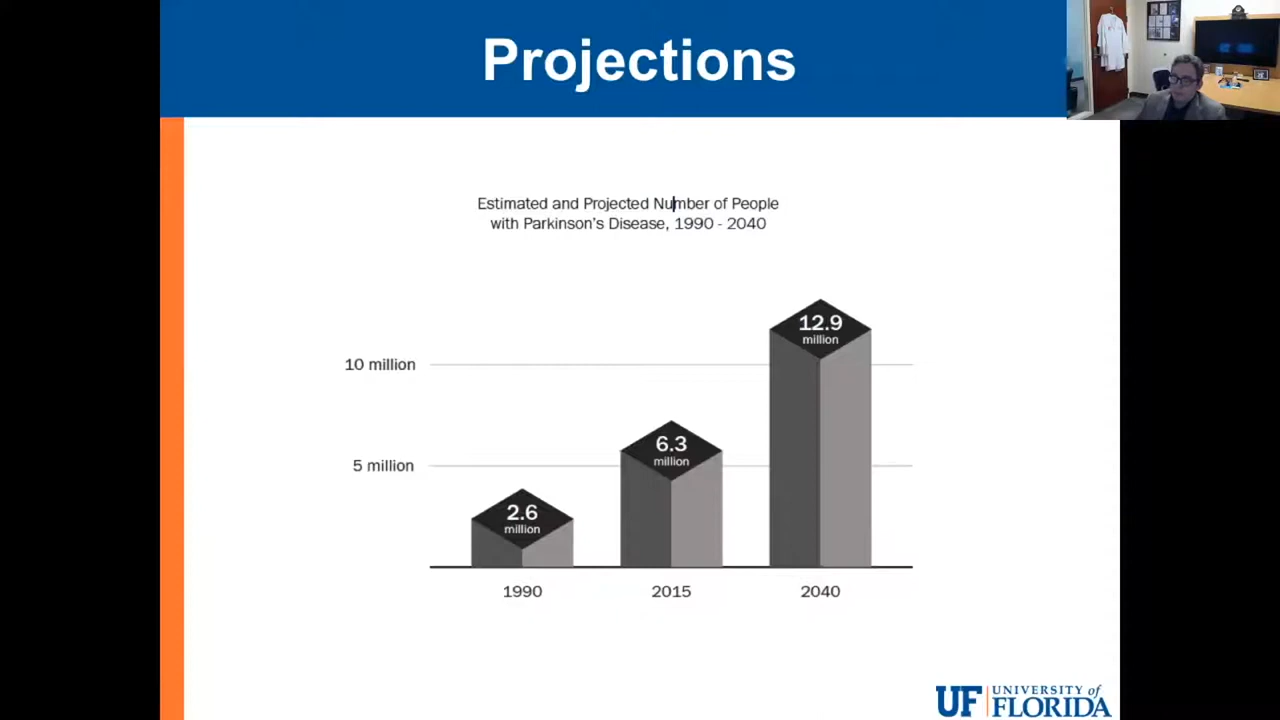 Projections
Estimated and Projected Number of People
with Parkinson's Disease, 1990 - 2040
12.9
million
10 million
6.3
million
5 million
2.6
million
1990
2015
2040
UF
UNIVERSITY of
FLORIDA